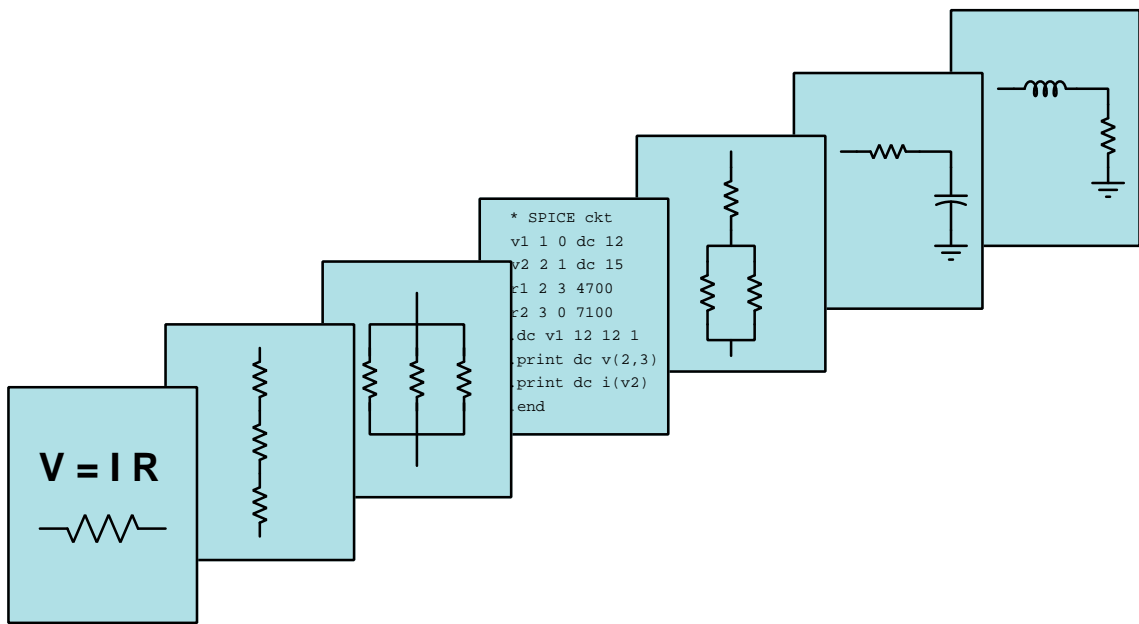 * SPICE ckt
v1 1 0 dc 12
v2 2 1 dc 15
r1 2 3 4700
r2 3 0 7100
.dc v1 12 12 1
.print dc v(2,3)
.print dc i(v2)
.end
V = I R